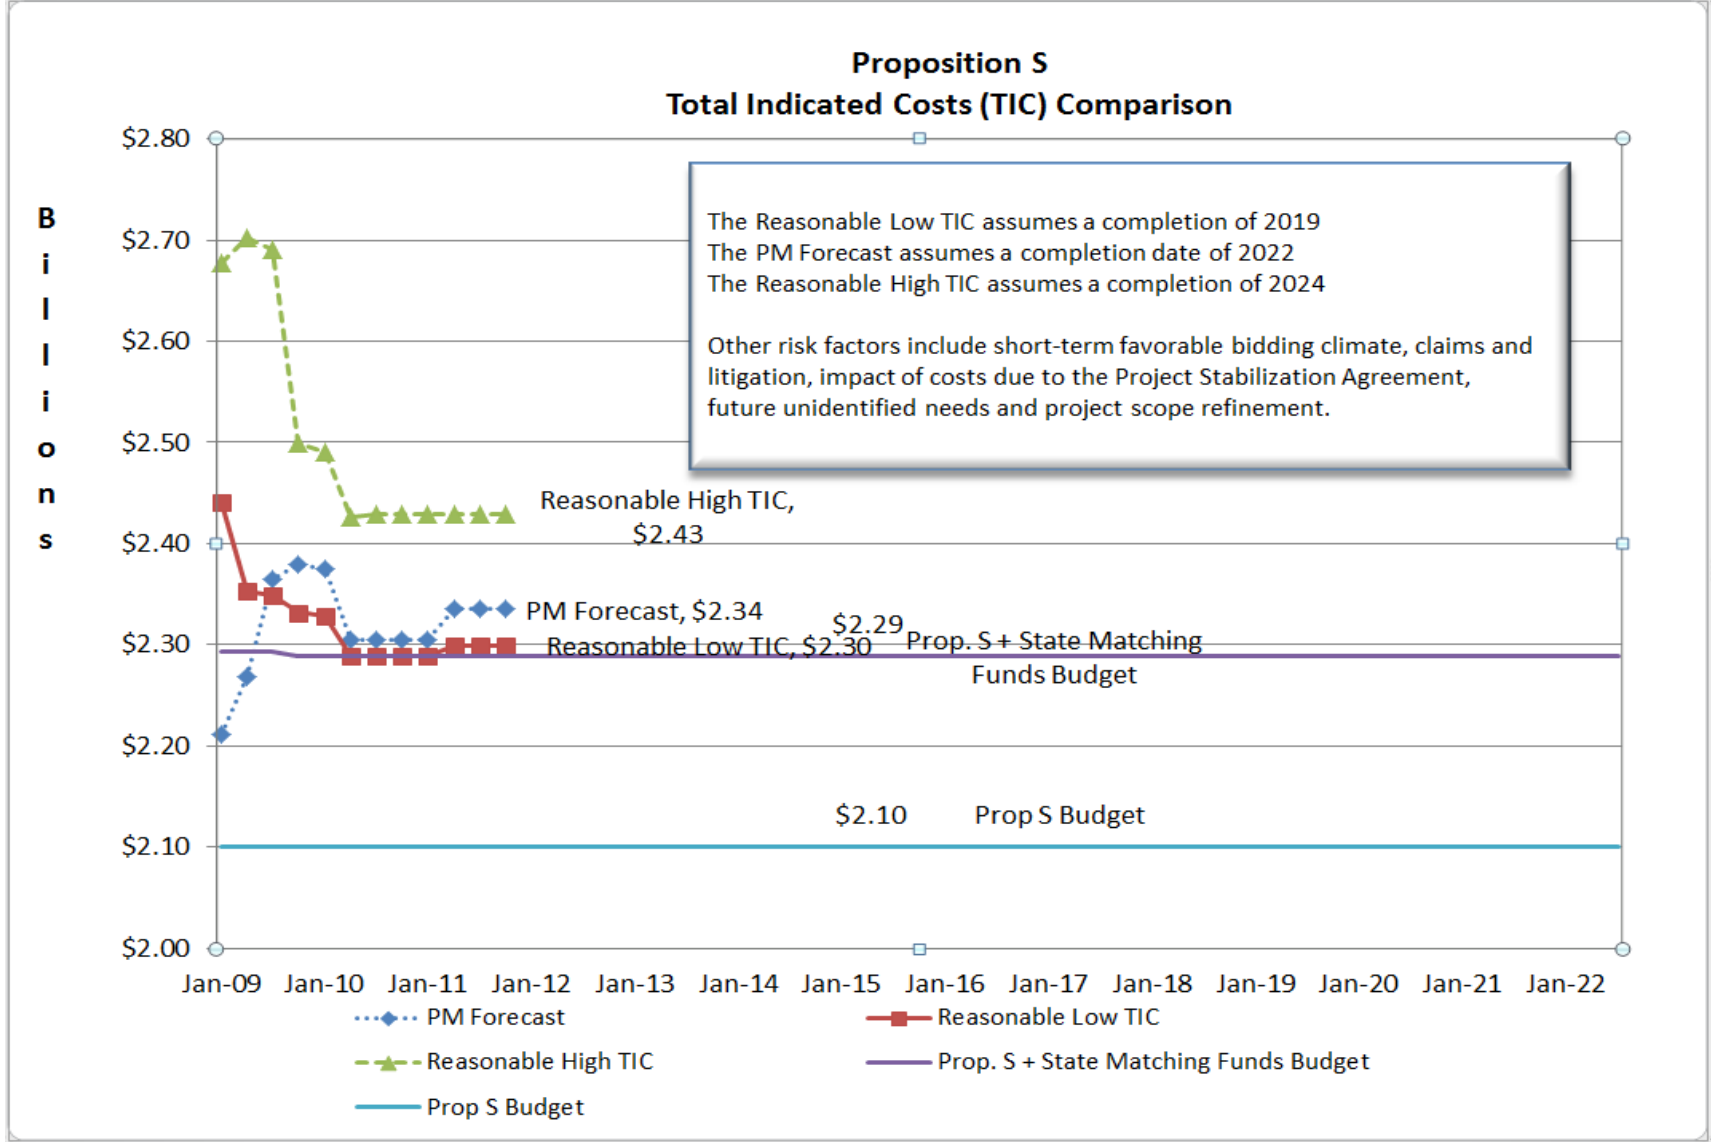 Proposition S
Total Indicated Costs (TIC) Comparison
Billions
$2.80
$2.70
$2.60
$2.50
$2.40
$2.30
$2.20
$2.10
$2.00
The Reasonable Low TIC assumes a completion of 2019
The PM Forecast assumes a completion date of 2022
The Reasonable High TIC assumes a completion of 2024
Other risk factors include short-term favorable bidding climate, claims and
litigation, impact of costs due to the Project Stabilization Agreement,
future unidentified needs and project scope refinement.
Reasonable High TIC,
$2.43
PM Forecast, $2.34
Reasonable Low TIC, $2.30
$2.29
Prop. S + State Matching
Funds Budget
$2.10 Prop S Budget
Jan-09 Jan-10 Jan-11 Jan-12 Jan-13 Jan-14 Jan-15 Jan-16 Jan-17 Jan-18 Jan-19 Jan-20 Jan-21 Jan-22
PM Forecast
Reasonable Low TIC
Reasonable High TIC
Prop. S + State Matching Funds Budget
Prop S Budget